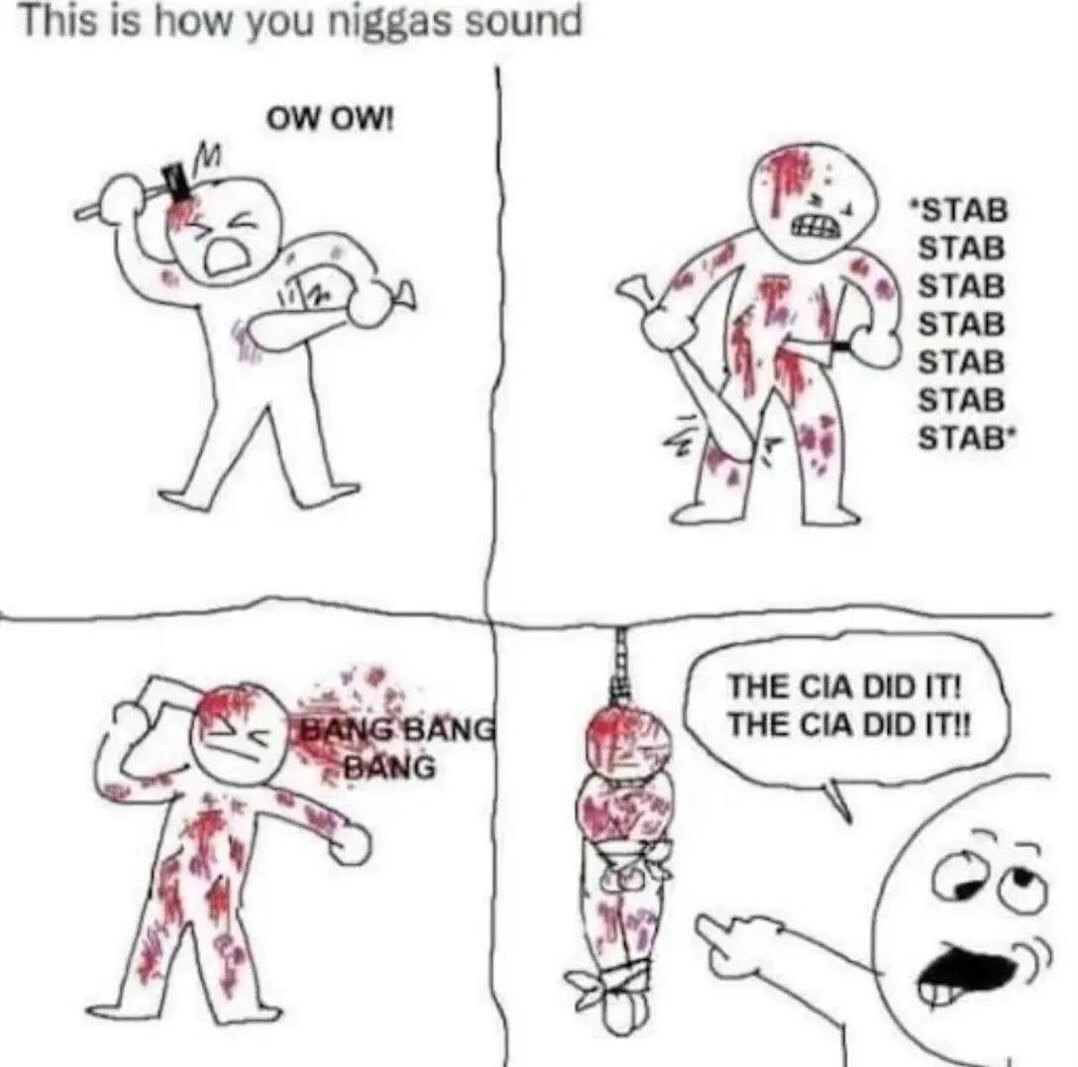 This is how you niggas sound
OW OW!
*STAB
STAB
STAB
STAB
STAB
STAB
STAB*
BANG BANG
BANG
THE CIA DID IT!
THE CIA DID IT!!